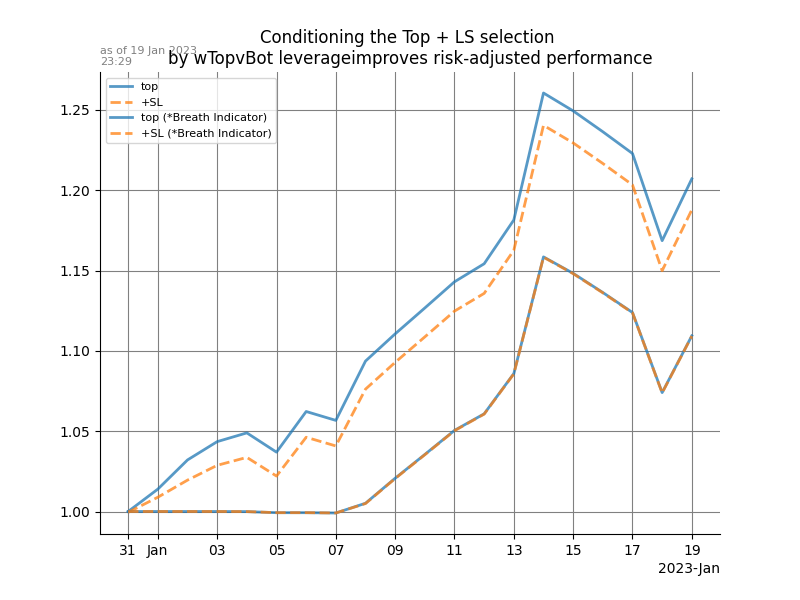 Conditioning the Top + LS selection
by wTopvBot leverageimproves risk-adjusted performance
as of 19 Jan 2023
23:29
top
+SL
top (*Breath Indicator)
+SL (*Breath Indicator)
1.25
1.20
1.15
1.10
1.05
1.00
31 Jan 03 05 07 09 11 13 15 17 19
2023-Jan